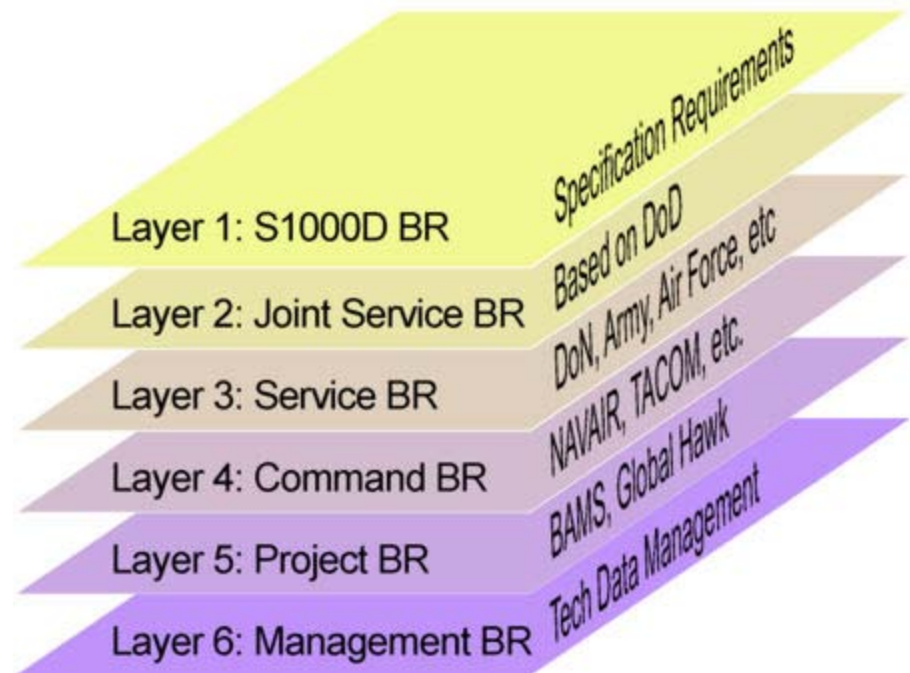 Layer 1: S1000D BR
Specification Requirements
Layer 2: Joint Service BR
Based on DoD
Layer 3: Service BR
DoN, Army, Air Force, etc
Layer 4: Command BR
NAVAIR, TACOM, etc.
Layer 5: Project BR
BAMS, Global Hawk
Layer 6: Management BR
Tech Data Management